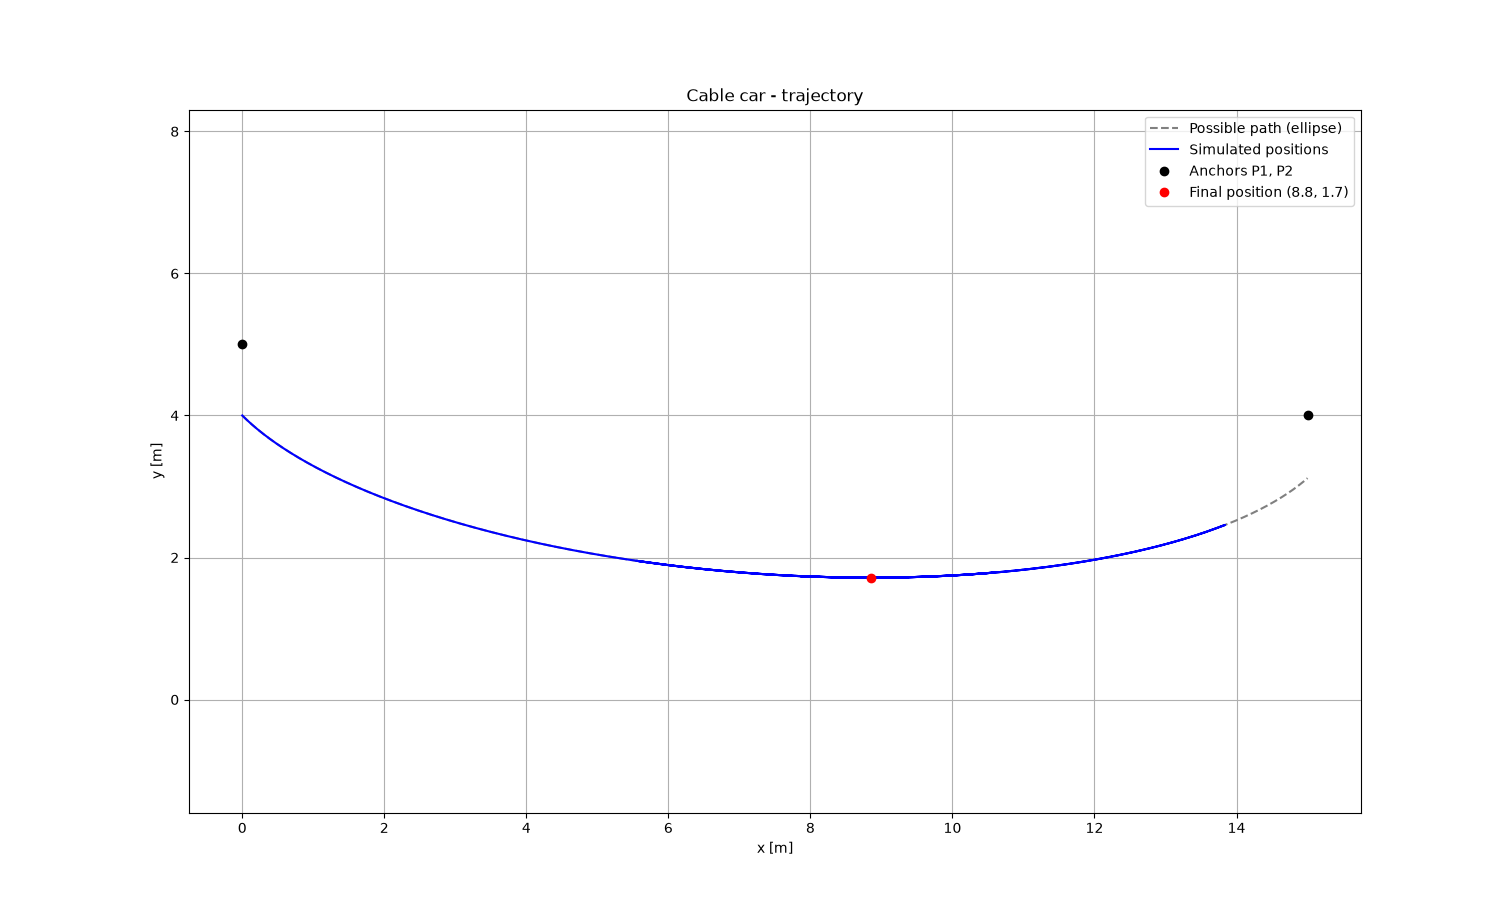 Cable car - trajectory
Possible path (ellipse)
Simulated positions
Anchors P1, P2
Final position (8.8, 1.7)
8
6
4
2
0
y [m]
0 2 4 6 8 10 12 14
x [m]